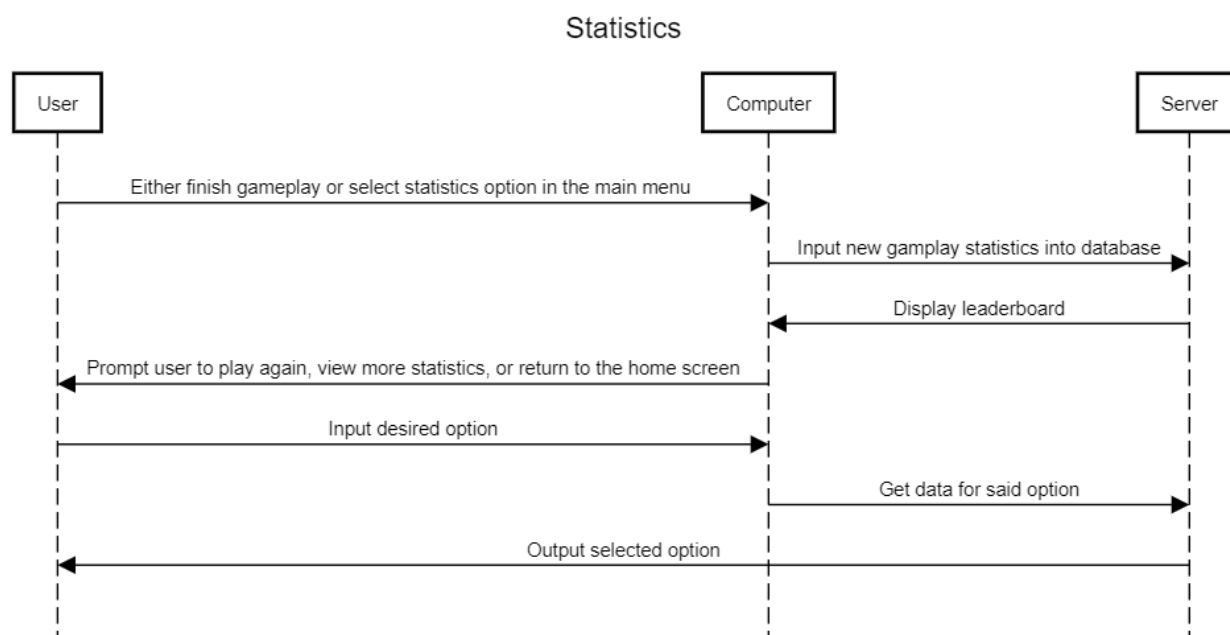 Statistics
User
Computer
Server
Either finish gameplay or select statistics option in the main menu
Input new gamplay statistics into database
Display leaderboard
Prompt user to play again, view more statistics, or return to the home screen
Input desired option
Get data for said option
Output selected option